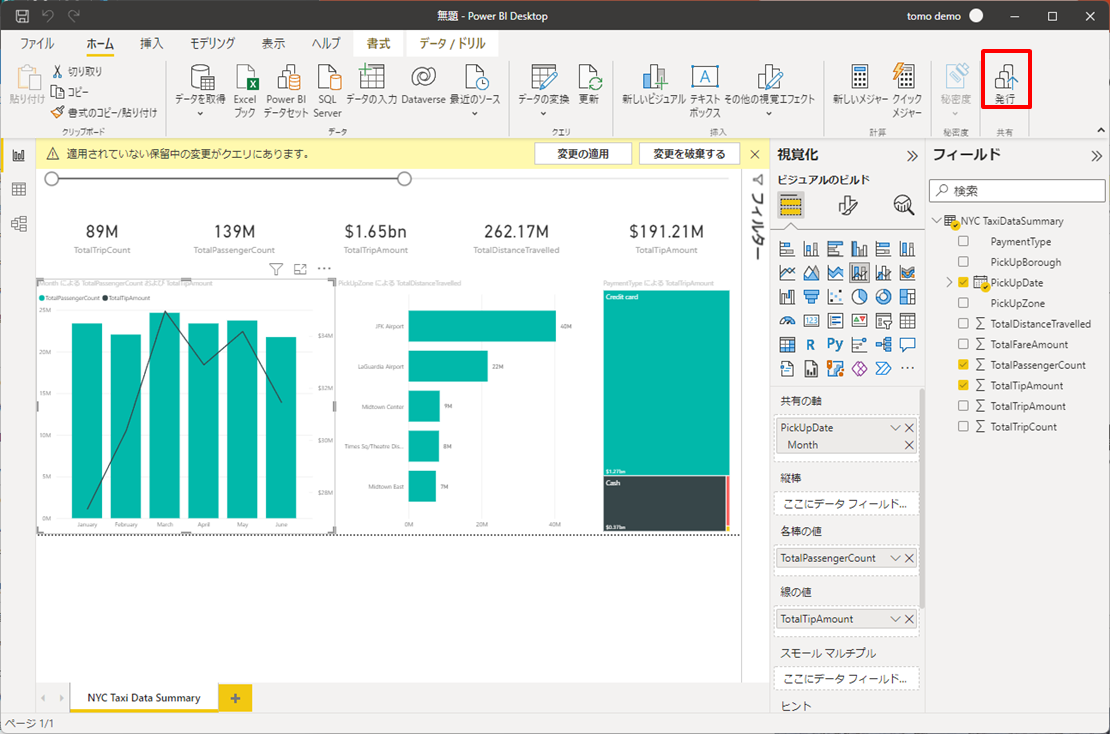 無題 - Power BI Desktop
tomo demo
ファイル ホーム 挿入 モデリング 表示 ヘルプ 書式 データ / ドリル
貼り付け
切り取り
コピー
書式のコピー/貼り付け
クリップボード
データを取得
Excel
ブック
Power BI
データセット
SQL
Server
データの入力
Dataverse
最近のソース
データ
データの変換
更新
クエリ
新しいビジュアル
テキスト
ボックス
その他の視覚エフェクト
挿入
新しいメジャー
クイック
メジャー
計算
秘密度
秘密度
発行
共有
適用されていない保留中の変更がクエリにあります。
変更の適用
変更を破棄する
89M
TotalTripCount
139M
TotalPassengerCount
$1.65bn
TotalTripAmount
262.17M
TotalDistanceTravelled
$191.21M
TotalTipAmount
Month による TotalPassengerCount および TotalTipAmount
TotalPassengerCount TotalTipAmount
25M
20M
15M
10M
5M
0M
$34M
$32M
$30M
$28M
January February March April May June
PickUpZone による TotalDistanceTravelled
JFK Airport 40M
LaGuardia Airport 22M
Midtown Center 9M
Times Sq/Theatre Dis... 8M
Midtown East 7M
0M 20M 40M
PaymentType による TotalTripAmount
Credit card
$1.27bn
Cash
$0.37bn
フィルター
視覚化
ビジュアルのビルド
R
Py
123
共有の軸
PickUpDate
Month
縦棒
ここにデータ フィールド...
各棒の値
TotalPassengerCount
線の値
TotalTipAmount
スモール マルチプル
ここにデータ フィールド...
ヒント
フィールド
検索
NYC TaxiDataSummary
PaymentType
PickUpBorough
PickUpDate
PickUpZone
TotalDistanceTravelled
TotalFareAmount
TotalPassengerCount
TotalTipAmount
TotalTripAmount
TotalTripCount
NYC Taxi Data Summary
ページ 1/1